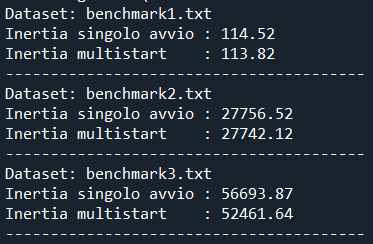 Dataset: benchmark1.txt
Inertia singolo avvio : 114.52
Inertia multistart    : 113.82
----------------------------------------
Dataset: benchmark2.txt
Inertia singolo avvio : 27756.52
Inertia multistart    : 27742.12
----------------------------------------
Dataset: benchmark3.txt
Inertia singolo avvio : 56693.87
Inertia multistart    : 52461.64
----------------------------------------